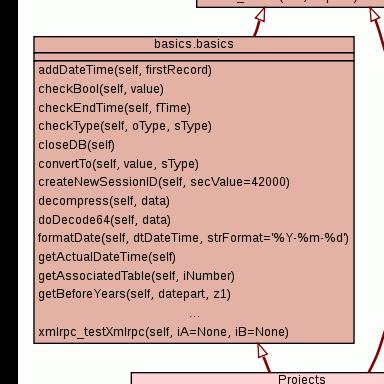 basics.basics
addDateTime(self, firstRecord)
checkBool(self, value)
checkEndTime(self, fTime)
checkType(self, oType, sType)
closeDB(self)
convertTo(self, value, sType)
createNewSessionID(self, secValue=42000)
decompress(self, data)
doDecode64(self, data)
formatDate(self, dtDateTime, strFormat='%Y-%m-%d')
getActualDateTime(self)
getAssociatedTable(self, iNumber)
getBeforeYears(self, datepart, z1)
...
xmlrpc_testXmlrpc(self, iA=None, iB=None)
Projects